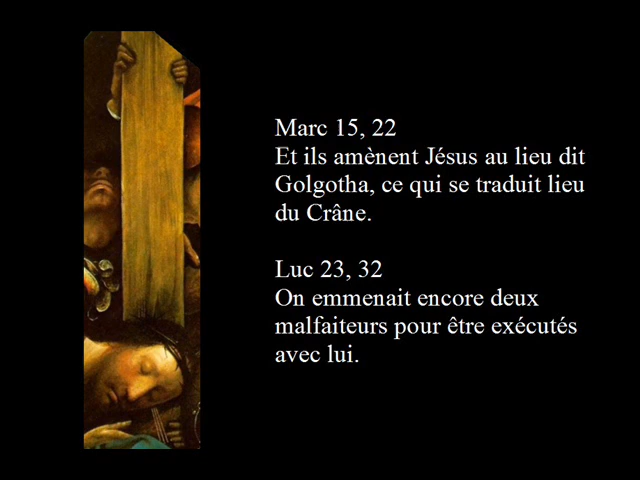 Marc 15, 22
Et ils amènent Jésus au lieu dit
Golgotha, ce qui se traduit lieu
du Crâne.
Luc 23, 32
On emmenait encore deux
malfaiteurs pour être exécutés
avec lui.